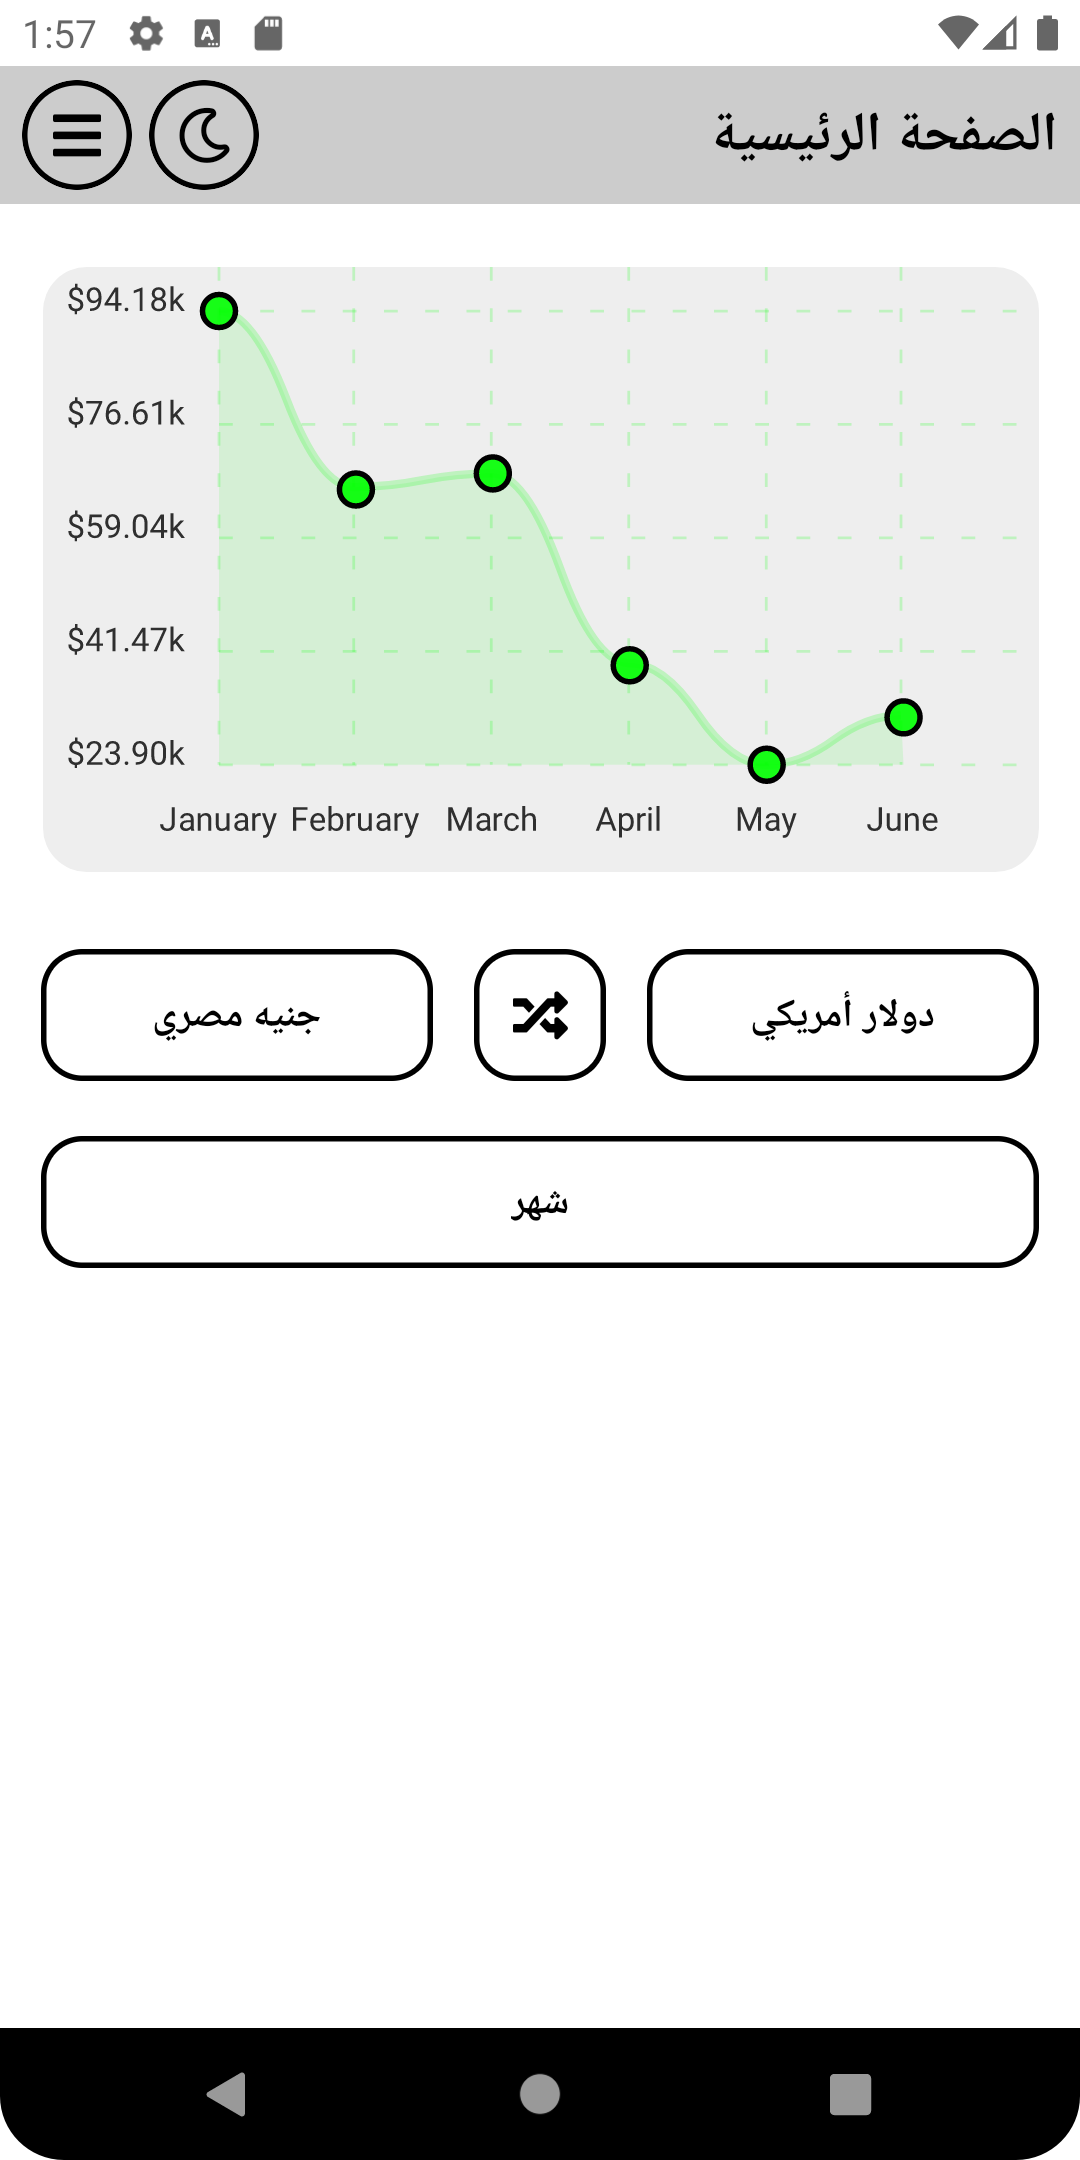 1:57
الصفحة الرئيسية
$94.18k
$76.61k
$59.04k
$41.47k
$23.90k
January February March April May June
دولار أمريكي
جنيه مصري
شهر